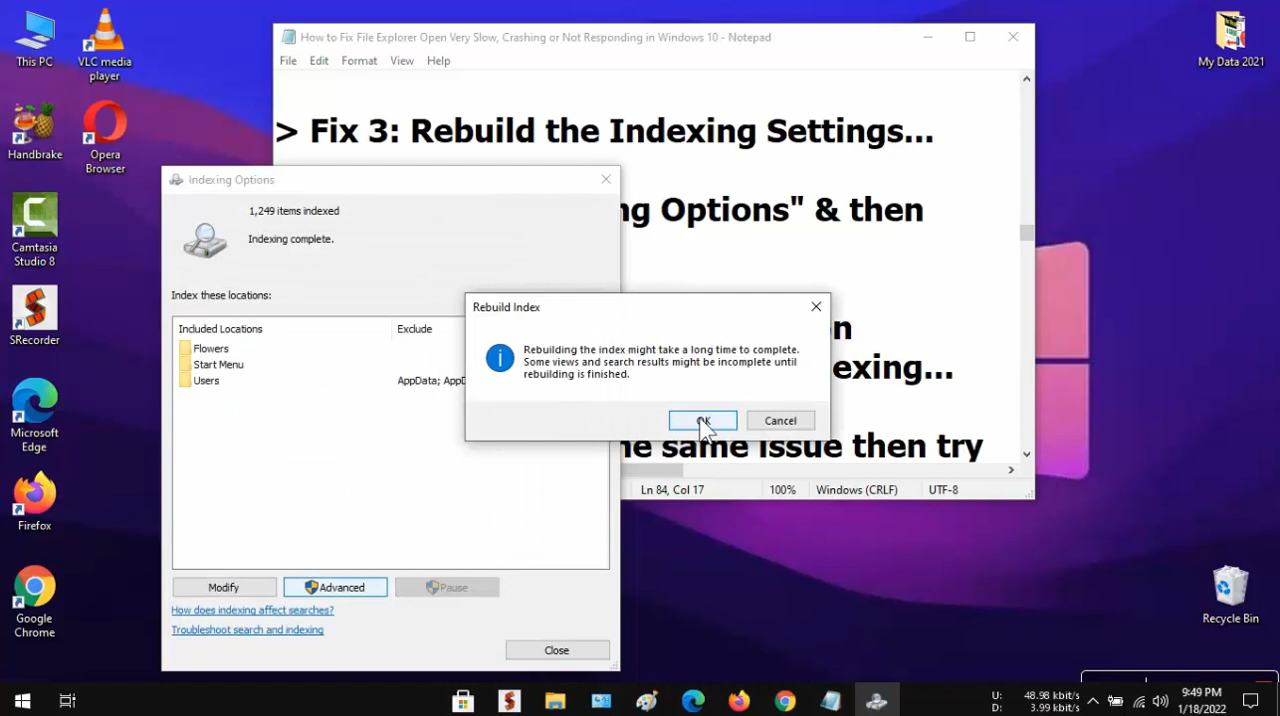 This PC
VLC media
player
Handbrake
Opera
Browser
Camtasia
Studio 8
SRecorder
Microsoft
Edge
Firefox
Google
Chrome
My Data 2021
Recycle Bin
How to Fix File Explorer Open Very Slow, Crashing or Not Responding in Windows 10 - Notepad
File Edit Format View Help
> Fix 3: Rebuild the Indexing Settings...
ng Options" & then
n
exing...
he same issue then try
Ln 84, Col 17 100% Windows (CRLF) UTF-8
Indexing Options
1,249 items indexed
Indexing complete.
Index these locations:
Included Locations Exclude
Flowers
Start Menu
Users AppData; AppD
Modify Advanced Pause
How does indexing affect searches?
Troubleshoot search and indexing
Close
Rebuild Index
Rebuilding the index might take a long time to complete.
Some views and search results might be incomplete until
rebuilding is finished.
OK Cancel
U: 48.98 kbit/s
D: 3.99 kbit/s
9:49 PM
1/18/2022